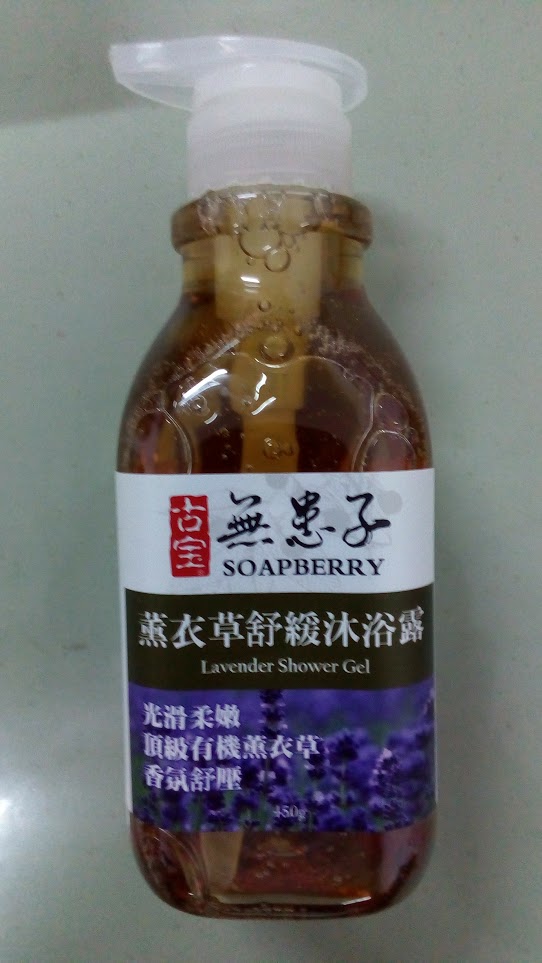 古宝 無患子
SOAPBERRY
薰衣草舒緩沐浴露
Lavender Shower Gel
光滑柔嫩
頂級有機薰衣草
香氛舒壓
450g